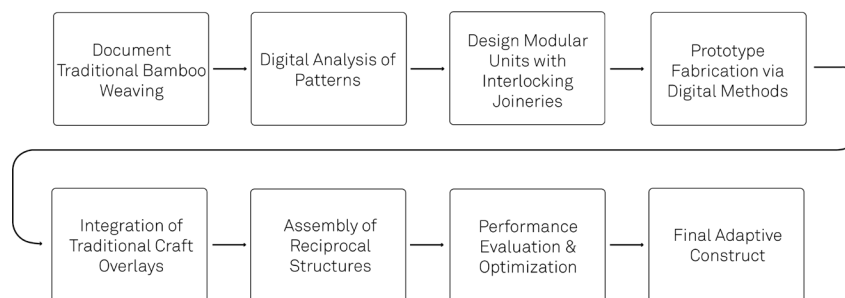 Document
Traditional Bamboo
Weaving
Digital Analysis of
Patterns
Design Modular
Units with
Interlocking
Joineries
Prototype
Fabrication via
Digital Methods
Integration of
Traditional Craft
Overlays
Assembly of
Reciprocal
Structures
Performance
Evaluation &
Optimization
Final Adaptive
Construct